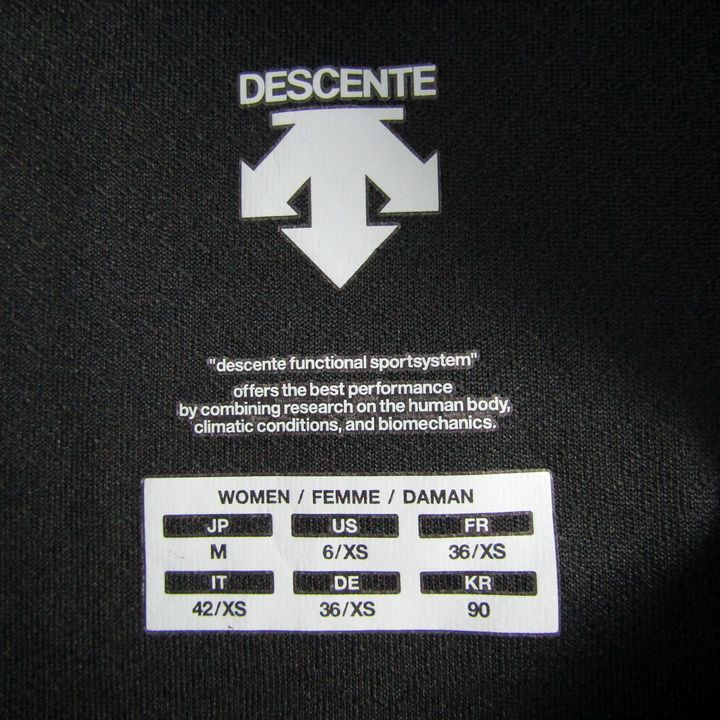 DESCENTE
"descente functional sportsystem"
offers the best performance
by combining research on the human body,
climatic conditions, and biomechanics.
WOMEN / FEMME / DAMAN
JP US FR
M 6/XS 36/XS
IT DE KR
42/XS 36/XS 90